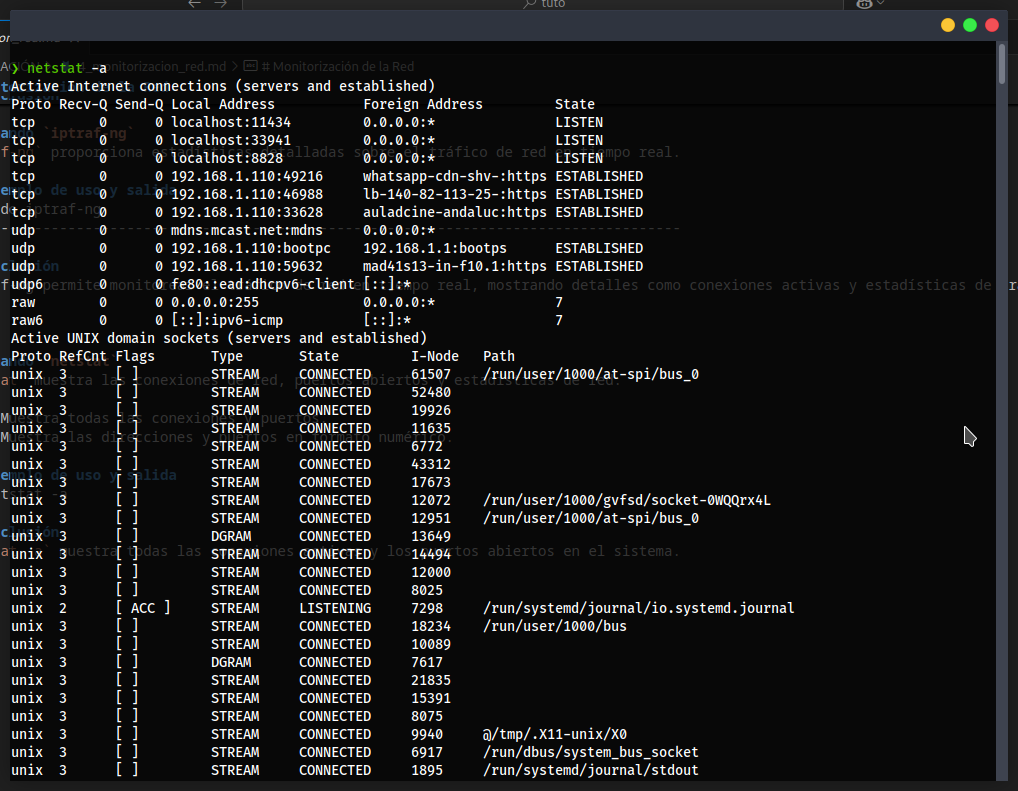 tuto
monitorizacion_red.md > # Monitorización de la Red
❯ netstat -a
Active Internet connections (servers and established)
Proto Recv-Q Send-Q Local Address Foreign Address State
tcp 0 0 localhost:11434 0.0.0.0:* LISTEN
tcp 0 0 localhost:33941 0.0.0.0:* LISTEN
tcp 0 0 localhost:8828 0.0.0.0:* LISTEN
tcp 0 0 192.168.1.110:49216 whatsapp-cdn-shv-:https ESTABLISHED
tcp 0 0 192.168.1.110:46988 lb-140-82-113-25-:https ESTABLISHED
tcp 0 0 192.168.1.110:33628 auladcine-andaluc:https ESTABLISHED
udp 0 0 mdns.mcast.net:mdns 0.0.0.0:*
udp 0 0 192.168.1.110:bootpc 192.168.1.1:bootps ESTABLISHED
udp 0 0 192.168.1.110:59632 mad41s13-in-f10.1:https ESTABLISHED
udp6 0 0 fe80::ead:dhcpv6-client [::]:*
raw 0 0 0.0.0.0:255 0.0.0.0:* 7
raw6 0 0 [::]:ipv6-icmp [::]:* 7
Active UNIX domain sockets (servers and established)
Proto RefCnt Flags Type State I-Node Path
unix 3 [ ] STREAM CONNECTED 61507 /run/user/1000/at-spi/bus_0
unix 3 [ ] STREAM CONNECTED 52480
unix 3 [ ] STREAM CONNECTED 19926
unix 3 [ ] STREAM CONNECTED 11635
unix 3 [ ] STREAM CONNECTED 6772
unix 3 [ ] STREAM CONNECTED 43312
unix 3 [ ] STREAM CONNECTED 17673
unix 3 [ ] STREAM CONNECTED 12072 /run/user/1000/gvfsd/socket-0WQQrx4L
unix 3 [ ] STREAM CONNECTED 12951 /run/user/1000/at-spi/bus_0
unix 3 [ ] DGRAM CONNECTED 13649
unix 3 [ ] STREAM CONNECTED 14494
unix 3 [ ] STREAM CONNECTED 12000
unix 3 [ ] STREAM CONNECTED 8025
unix 2 [ ACC ] STREAM LISTENING 7298 /run/systemd/journal/io.systemd.journal
unix 3 [ ] STREAM CONNECTED 18234 /run/user/1000/bus
unix 3 [ ] STREAM CONNECTED 10089
unix 3 [ ] DGRAM CONNECTED 7617
unix 3 [ ] STREAM CONNECTED 21835
unix 3 [ ] STREAM CONNECTED 15391
unix 3 [ ] STREAM CONNECTED 8075
unix 3 [ ] STREAM CONNECTED 9940 @/tmp/.X11-unix/X0
unix 3 [ ] STREAM CONNECTED 6917 /run/dbus/system_bus_socket
unix 3 [ ] STREAM CONNECTED 1895 /run/systemd/journal/stdout